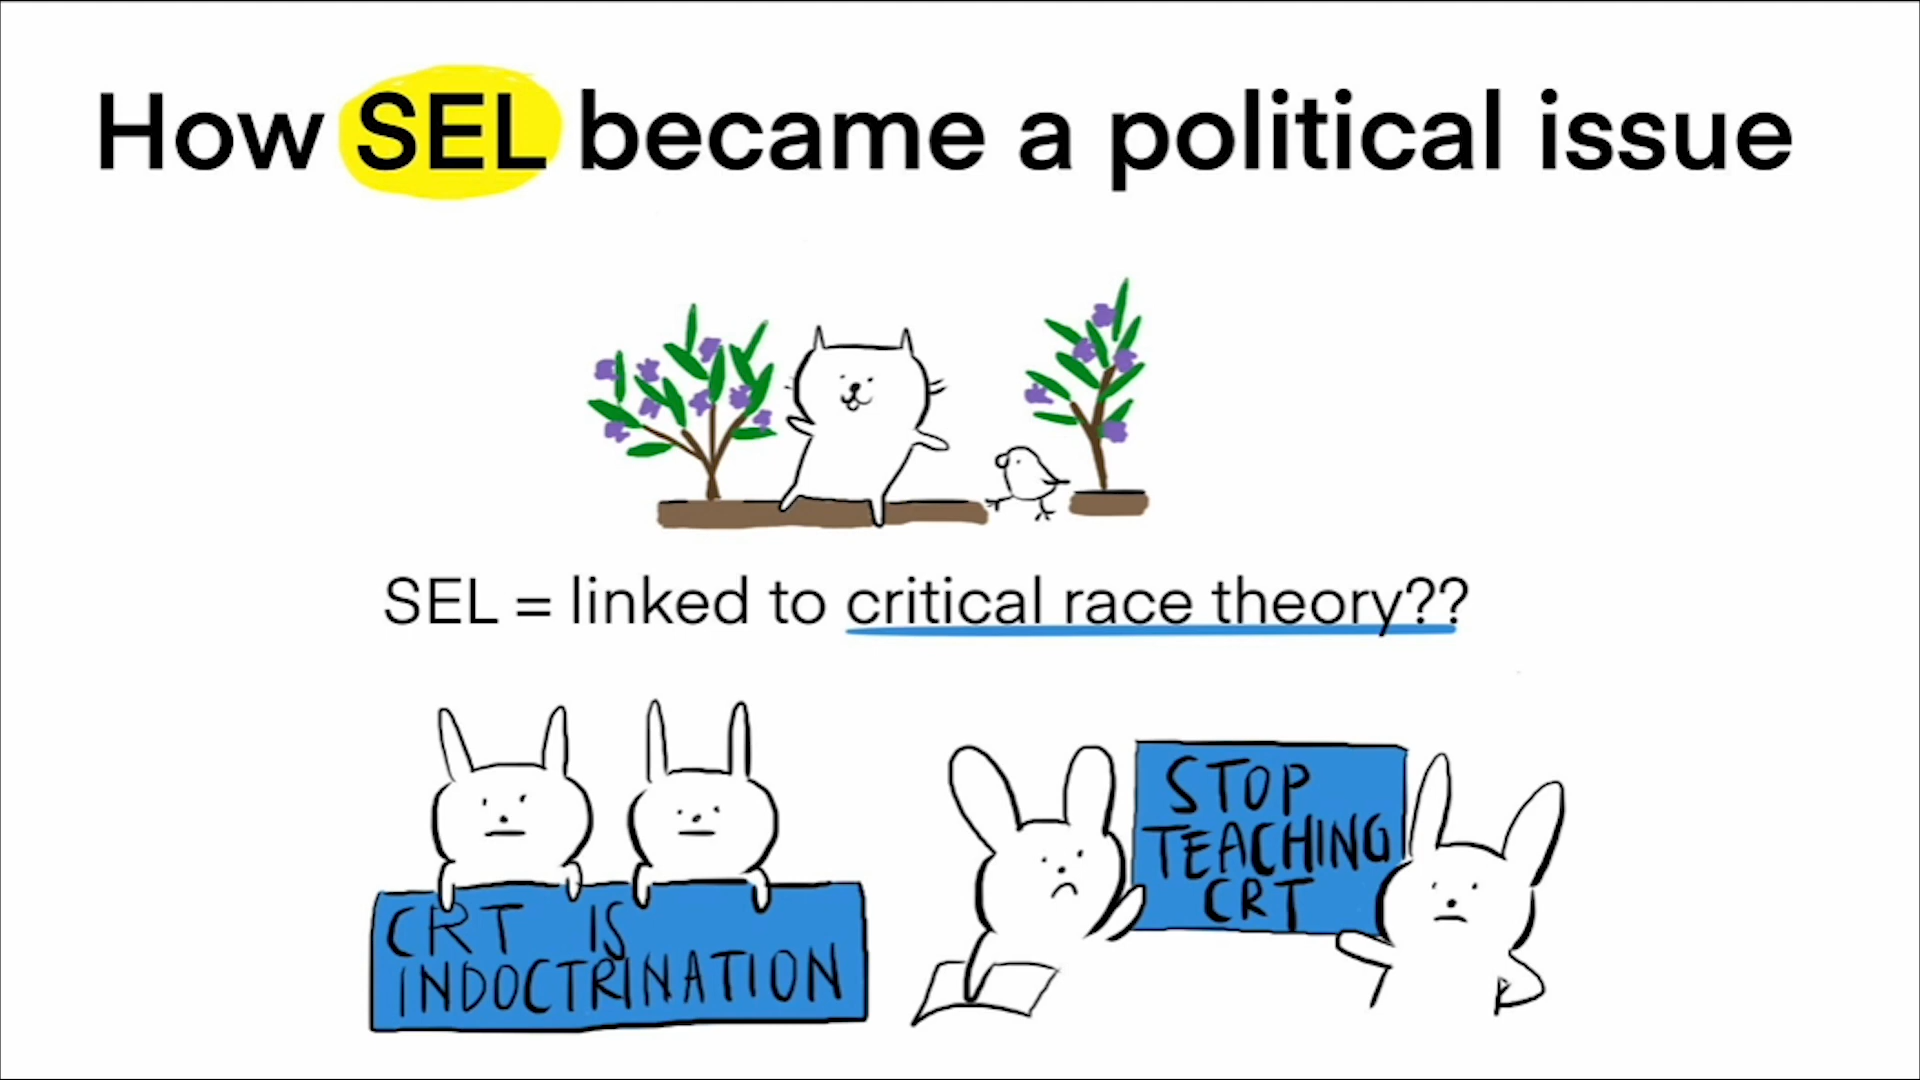 How SEL became a political issue
SEL = linked to critical race theory??
CRT IS
INDOCTRINATION
STOP
TEACHING
CRT